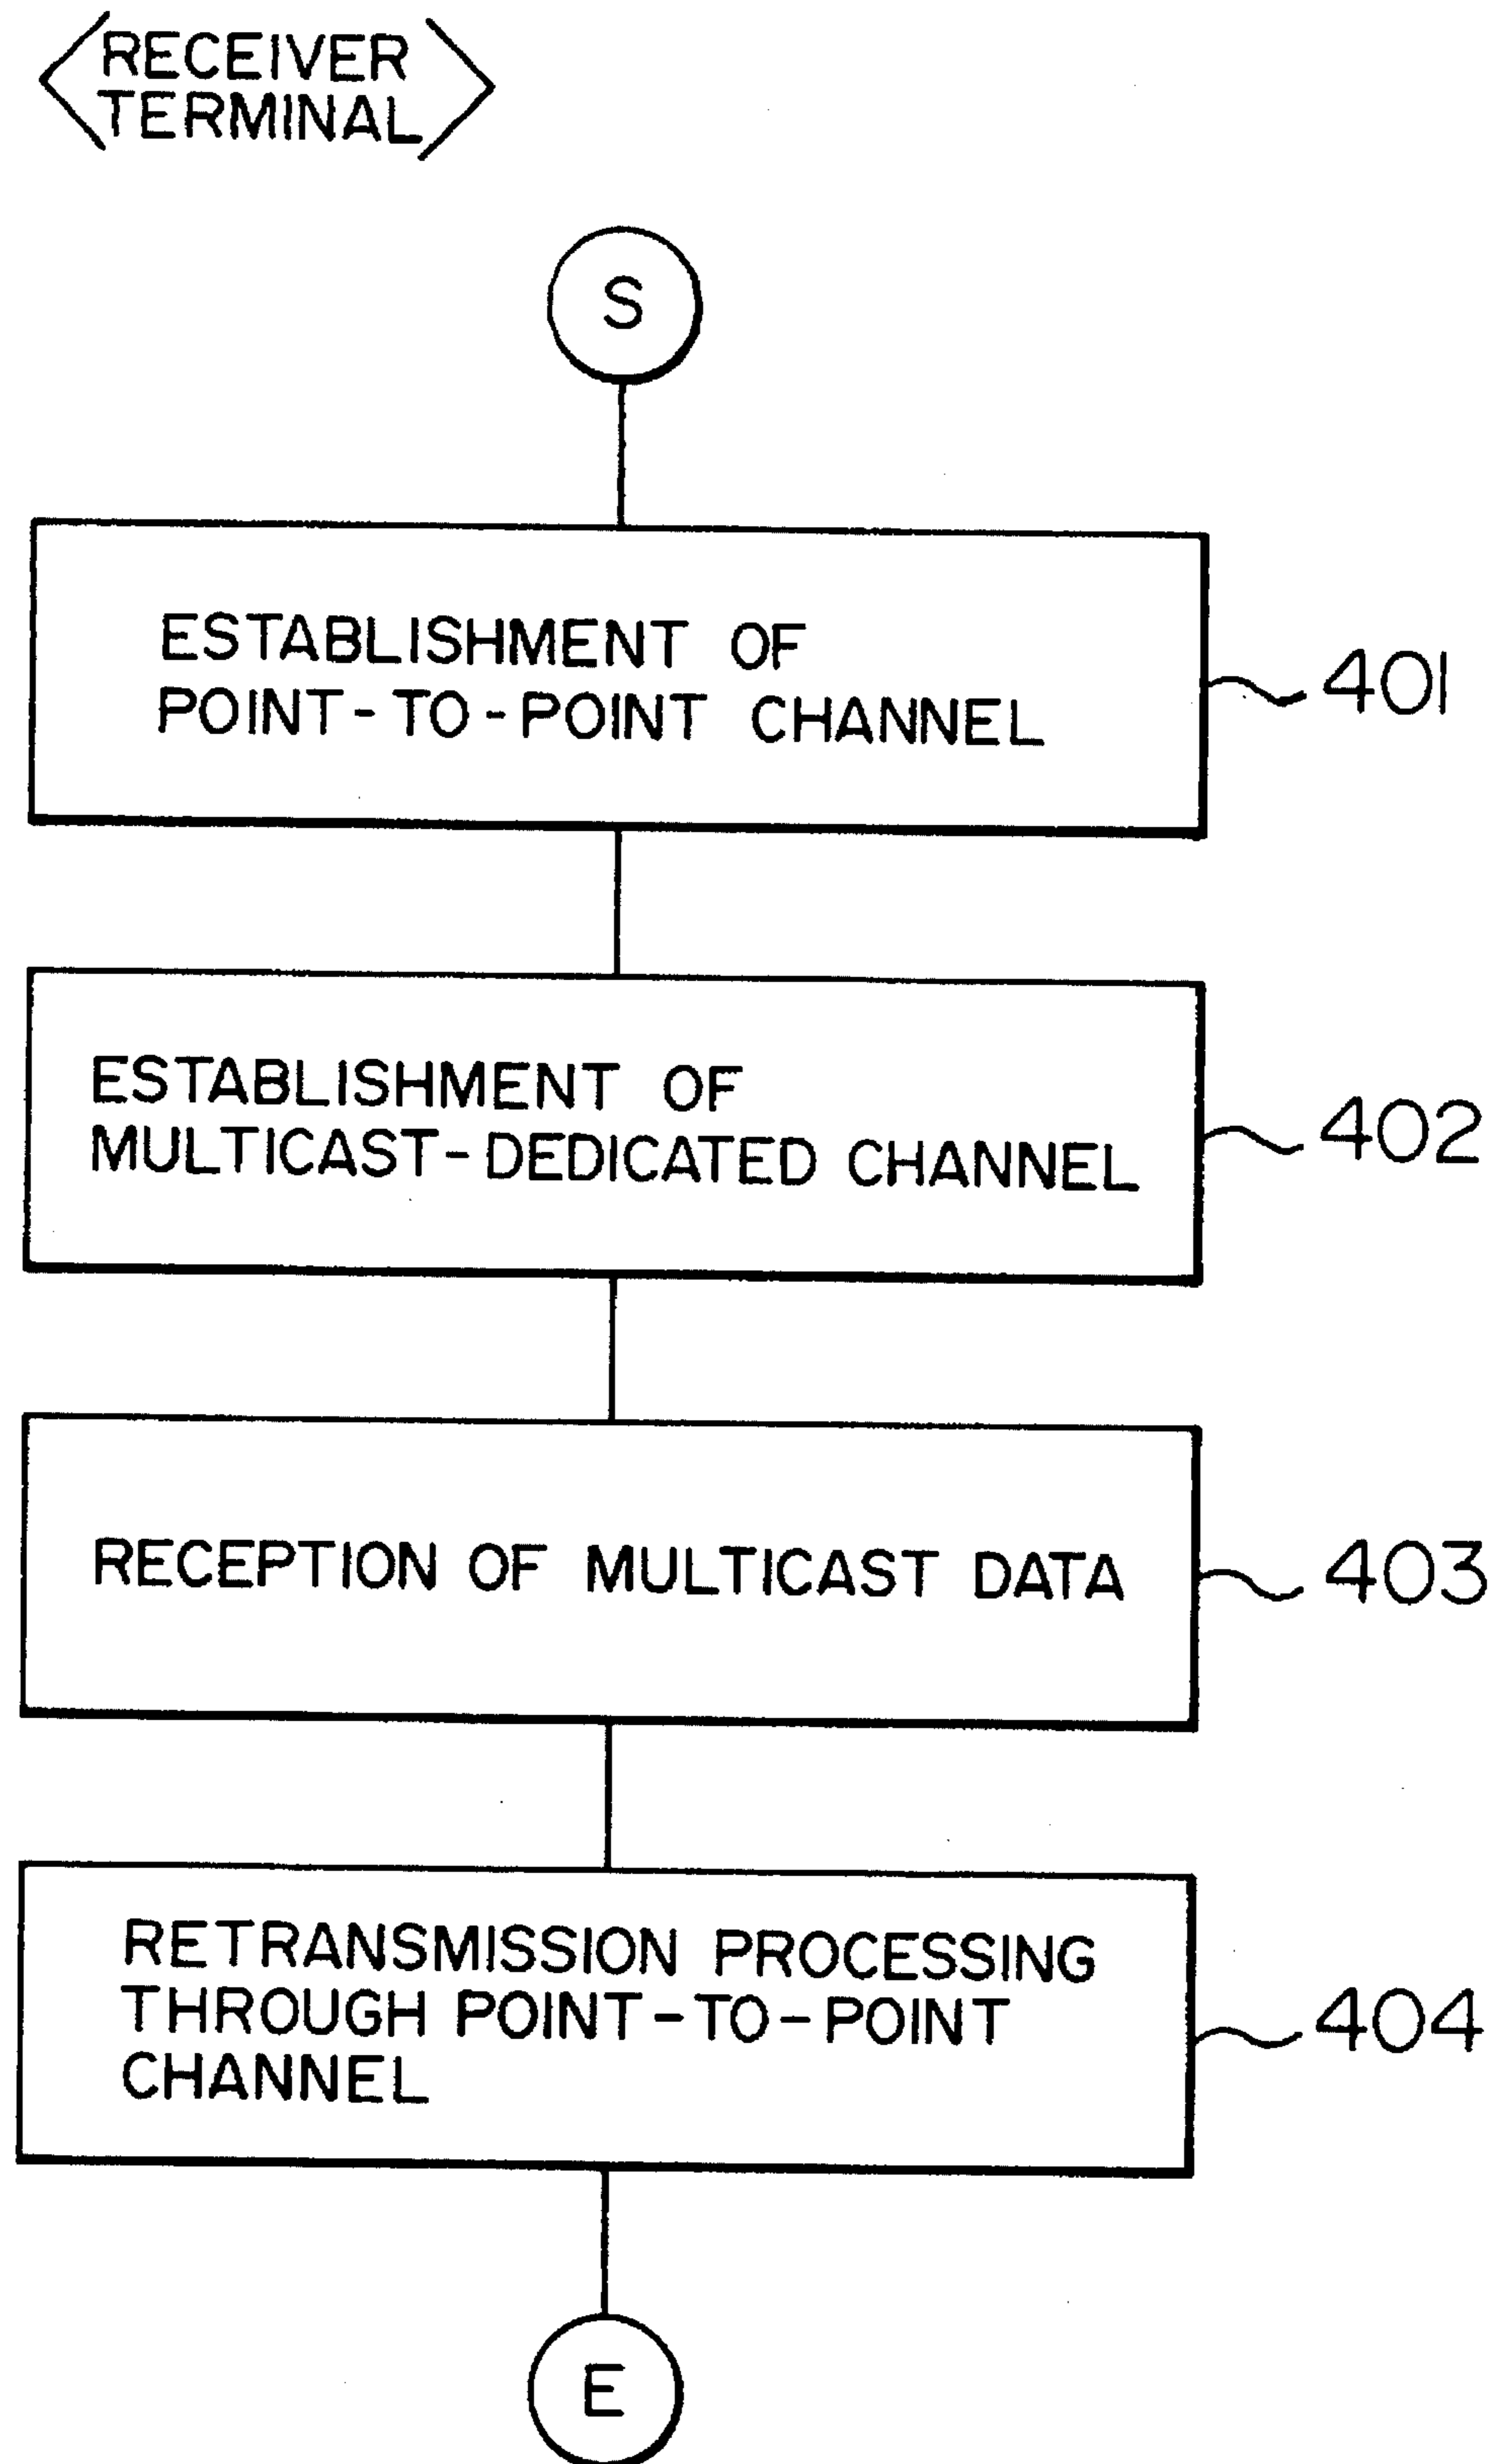 <RECEIVER
TERMINAL>
S
ESTABLISHMENT OF
POINT-TO-POINT CHANNEL
401
ESTABLISHMENT OF
MULTICAST-DEDICATED CHANNEL
402
RECEPTION OF MULTICAST DATA
403
RETRANSMISSION PROCESSING
THROUGH POINT-TO-POINT
CHANNEL
404
E